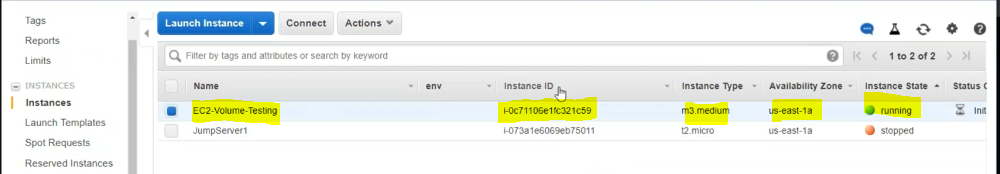 Tags
Reports
Limits
INSTANCES
Instances
Launch Templates
Spot Requests
Reserved Instances
Launch Instance Connect Actions
Filter by tags and attributes or search by keyword
1 to 2 of 2
Name env Instance ID Instance Type Availability Zone Instance State Status C
EC2-Volume-Testing i-0c71106e1fc321c59 m3.medium us-east-1a running Init
JumpServer1 i-073a1e6069eb75011 t2.micro us-east-1a stopped